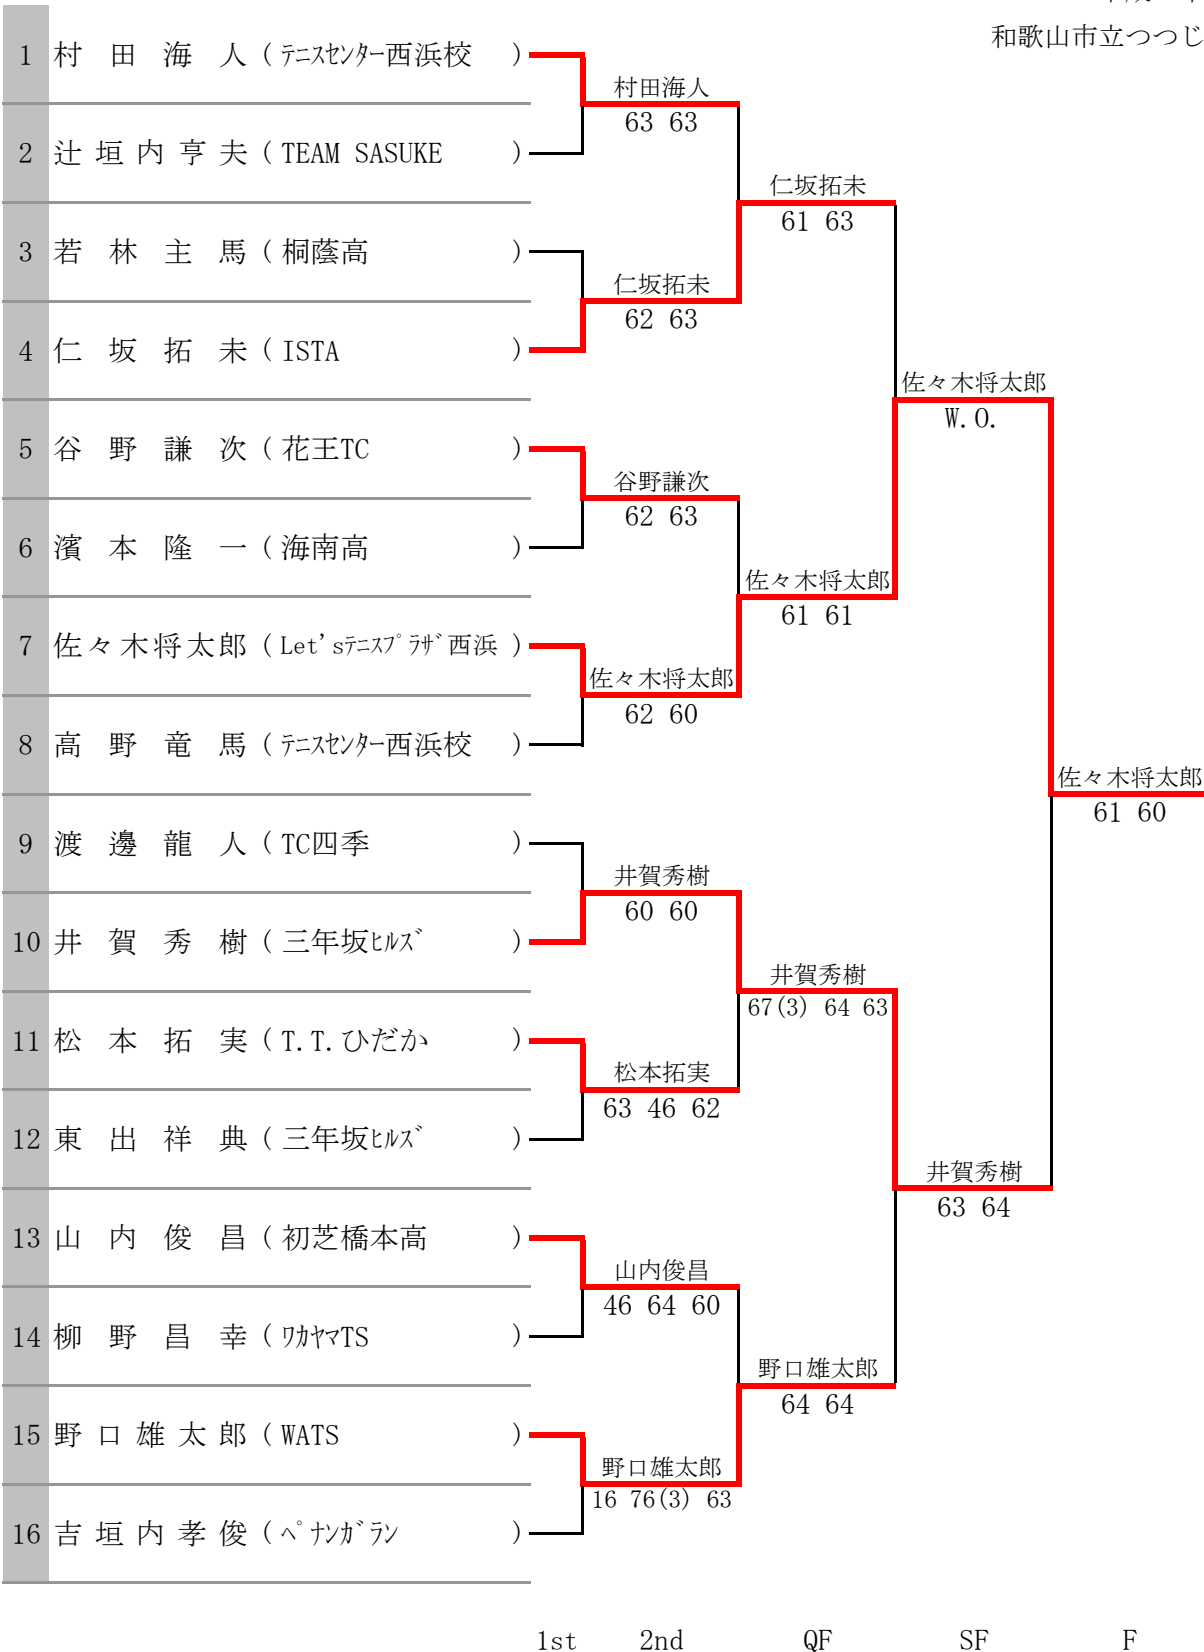 和歌山市立つつじ
1 村田海人 (テニスセンター西浜校)
2 辻垣内亨夫 (TEAM SASUKE)
3 若林主馬 (桐蔭高)
4 仁坂拓未 (ISTA)
5 谷野謙次 (花王TC)
6 濱本隆一 (海南高)
7 佐々木将太郎 (Let'sテニスプラザ西浜)
8 高野竜馬 (テニスセンター西浜校)
9 渡邊龍人 (TC四季)
10 井賀秀樹 (三年坂ヒルズ)
11 松本拓実 (T.T.ひだか)
12 東出祥典 (三年坂ヒルズ)
13 山内俊昌 (初芝橋本高)
14 柳野昌幸 (ワカヤマTS)
15 野口雄太郎 (WATS)
16 吉垣内孝俊 (ペナンガラン)
村田海人
63 63
仁坂拓未
62 63
谷野謙次
62 63
佐々木将太郎
62 60
井賀秀樹
60 60
松本拓実
63 46 62
山内俊昌
46 64 60
野口雄太郎
16 76(3) 63
仁坂拓未
61 63
佐々木将太郎
61 61
井賀秀樹
67(3) 64 63
野口雄太郎
64 64
佐々木将太郎
W.O.
井賀秀樹
63 64
佐々木将太郎
61 60
1st 2nd QF SF F